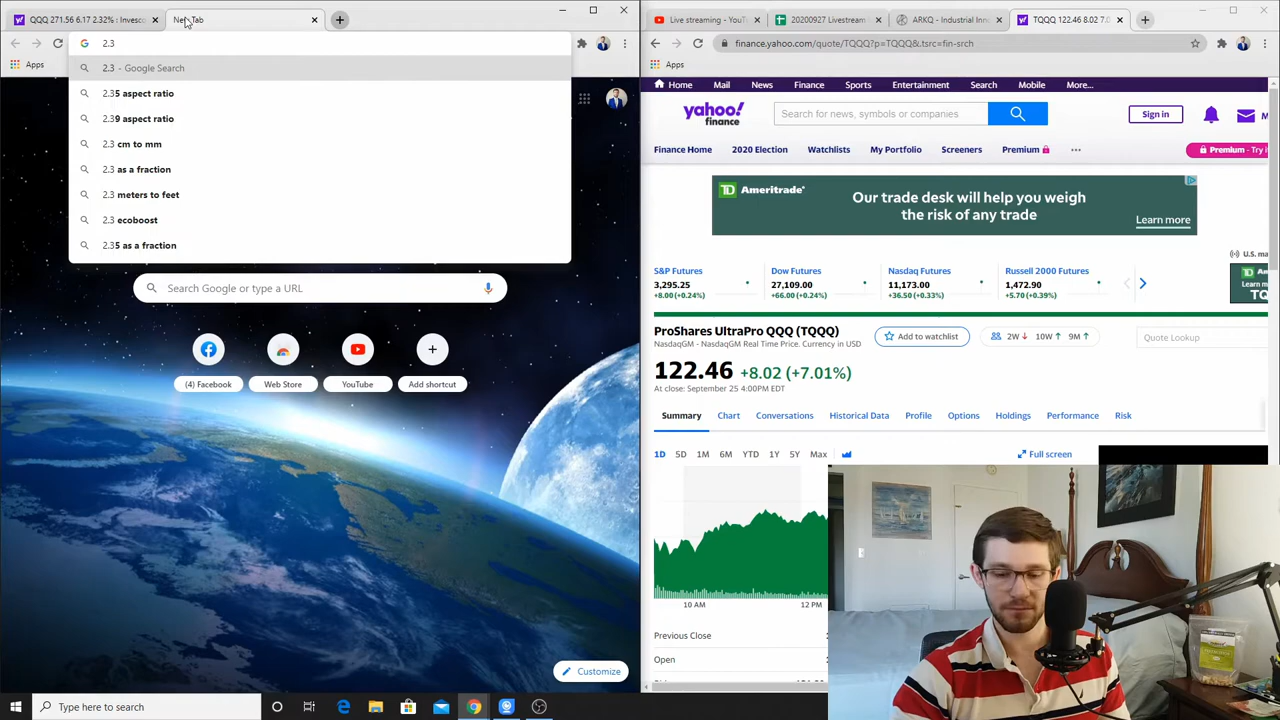 QQQ 271.56 6.17 2.32% : Invesco
New Tab
2.3
Apps
2.3 - Google Search
2.35 aspect ratio
2.39 aspect ratio
2.3 cm to mm
2.3 as a fraction
2.3 meters to feet
2.3 ecoboost
2.35 as a fraction
Search Google or type a URL
(4) Facebook
Web Store
YouTube
Add shortcut
Customize
Type here to search
Live streaming - YouT
20200927 Livestream
ARKQ - Industrial Inno
TQQQ 122.46 8.02 7.0
finance.yahoo.com/quote/TQQQ?p=TQQQ&.tsrc=fin-srch
Apps
Home Mail News Finance Sports Entertainment Search Mobile More...
yahoo!
finance
Search for news, symbols or companies
Sign in
M
Finance Home 2020 Election Watchlists My Portfolio Screeners Premium
Premium - Try i
TD Ameritrade
Our trade desk will help you weigh
the risk of any trade
Learn more
U.S. ma
S&P Futures
3,295.25
+8.00 (+0.24%)
Dow Futures
27,109.00
+66.00 (+0.24%)
Nasdaq Futures
11,173.00
+36.50 (+0.33%)
Russell 2000 Futures
1,472.90
+5.70 (+0.39%)
ProShares UltraPro QQQ (TQQQ)
NasdaqGM - NasdaqGM Real Time Price. Currency in USD
Add to watchlist
2W 10W 9M
Quote Lookup
122.46 +8.02 (+7.01%)
At close: September 25 4:00PM EDT
Summary Chart Conversations Historical Data Profile Options Holdings Performance Risk
1D 5D 1M 6M YTD 1Y 5Y Max
Full screen
10 AM
12 PM
Previous Close
Open